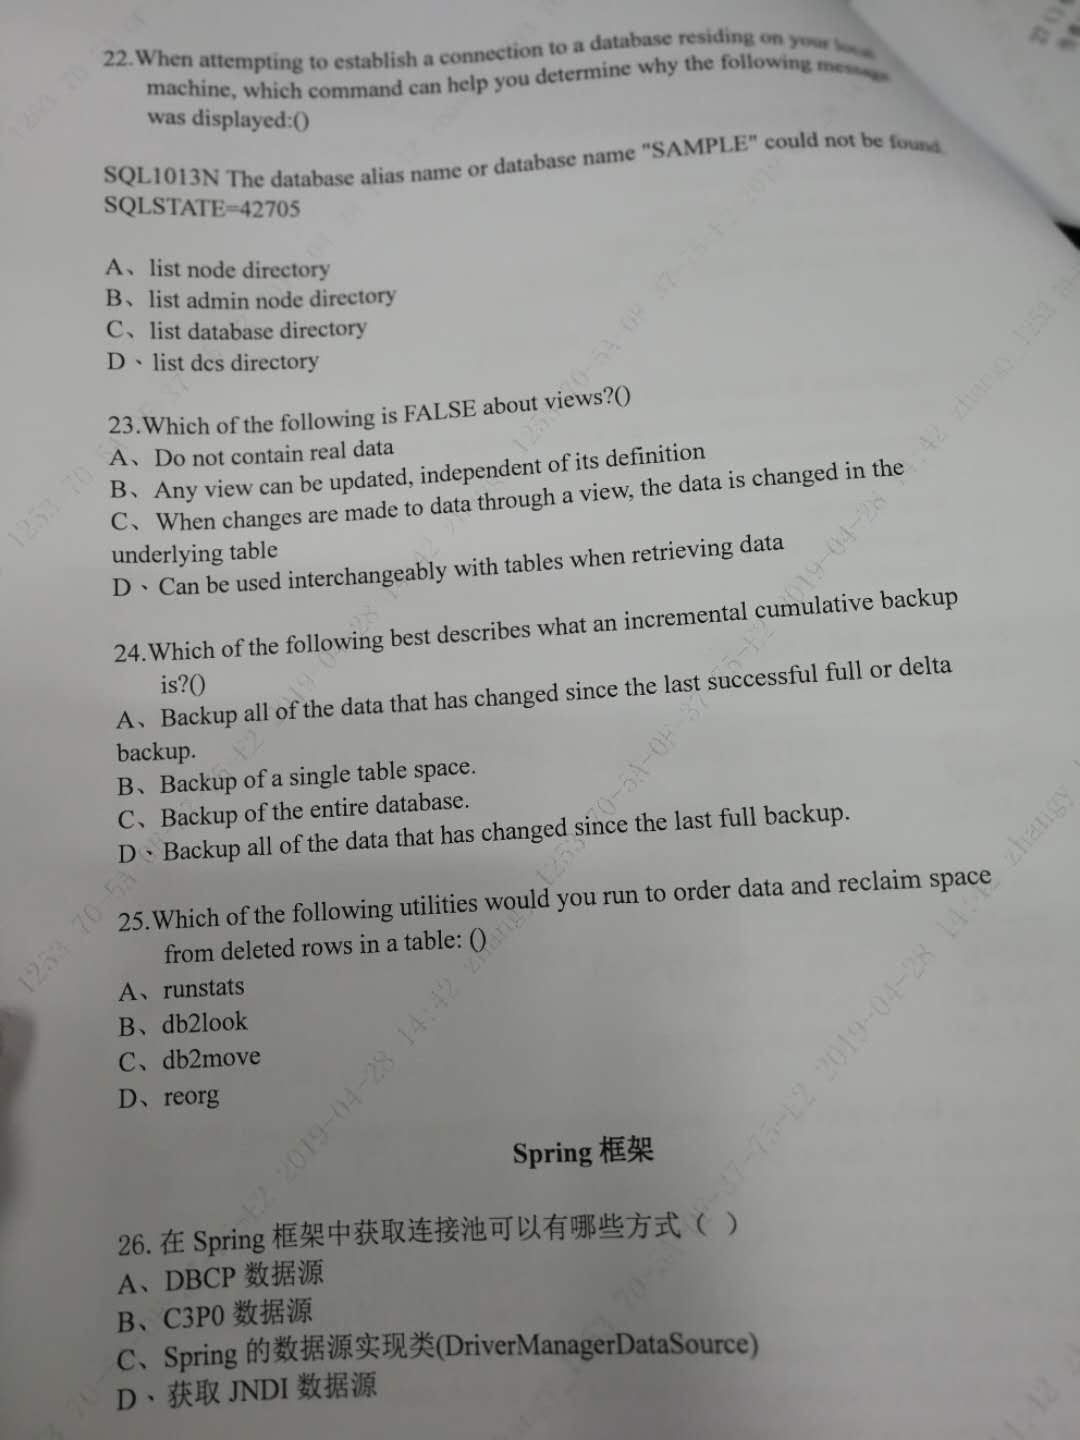 22.When attempting to establish a connection to a database residing on your local
machine, which command can help you determine why the following message
was displayed:()
SQL1013N The database alias name or database name "SAMPLE" could not be found.
SQLSTATE=42705
A、list node directory
B、list admin node directory
C、list database directory
D、list dcs directory
23.Which of the following is FALSE about views?()
A、Do not contain real data
B、Any view can be updated, independent of its definition
C、When changes are made to data through a view, the data is changed in the
underlying table
D、Can be used interchangeably with tables when retrieving data
24.Which of the following best describes what an incremental cumulative backup
is?()
A、Backup all of the data that has changed since the last successful full or delta
backup.
B、Backup of a single table space.
C、Backup of the entire database.
D、Backup all of the data that has changed since the last full backup.
25.Which of the following utilities would you run to order data and reclaim space
from deleted rows in a table: ()
A、runstats
B、db2look
C、db2move
D、reorg
Spring 框架
26. 在 Spring 框架中获取连接池可以有哪些方式（ ）
A、DBCP 数据源
B、C3P0 数据源
C、Spring 的数据源实现类(DriverManagerDataSource)
D、获取 JNDI 数据源